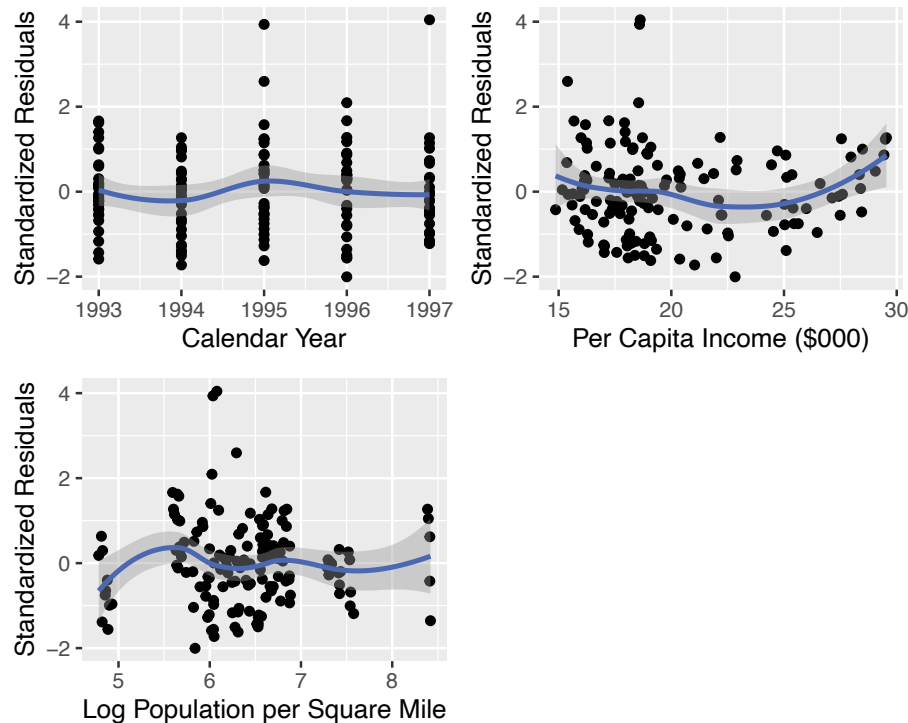 Standardized Residuals
4
2
0
−2
1993 1994 1995 1996 1997
Calendar Year
Standardized Residuals
4
2
0
−2
15 20 25 30
Per Capita Income ($000)
Standardized Residuals
4
2
0
−2
5 6 7 8
Log Population per Square Mile